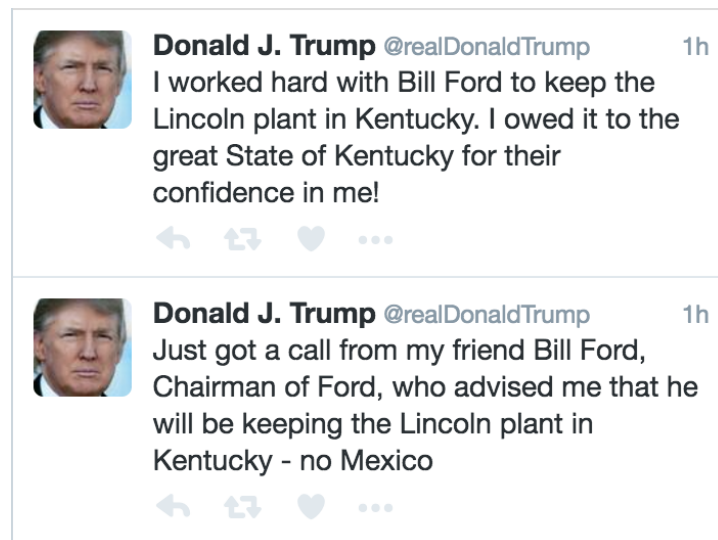 Donald J. Trump @realDonaldTrump 1h
I worked hard with Bill Ford to keep the
Lincoln plant in Kentucky. I owed it to the
great State of Kentucky for their
confidence in me!
Donald J. Trump @realDonaldTrump 1h
Just got a call from my friend Bill Ford,
Chairman of Ford, who advised me that he
will be keeping the Lincoln plant in
Kentucky - no Mexico